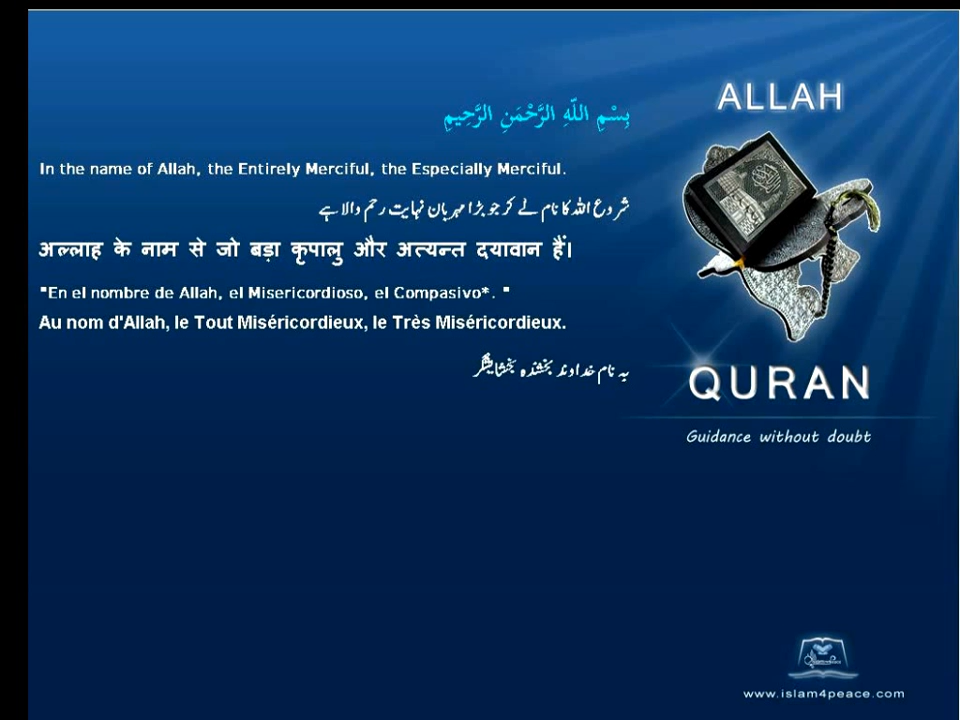 بِسْمِ اللّهِ الرَّحْمَنِ الرَّحِيمِ
In the name of Allah, the Entirely Merciful, the Especially Merciful.
شروع الله کا نام لے کر جو بڑا مہربان نہایت رحم والا ہے
अल्लाह के नाम से जो बड़ा कृपालु और अत्यन्त दयावान हैं।
"En el nombre de Allah, el Misericordioso, el Compasivo*. "
Au nom d'Allah, le Tout Miséricordieux, le Très Miséricordieux.
به نام خداوند بخشنده بخشایشگر
ALLAH
QURAN
Guidance without doubt
www.islam4peace.com